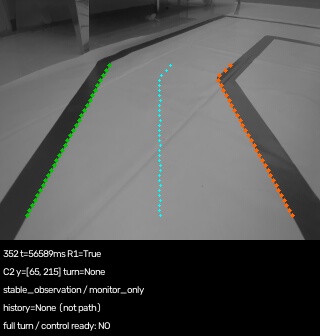 352 t=56589ms R1=True
C2 y=[65, 215] turn=None
stable_observation / monitor_only
history=None (not path)
full turn / control ready: NO